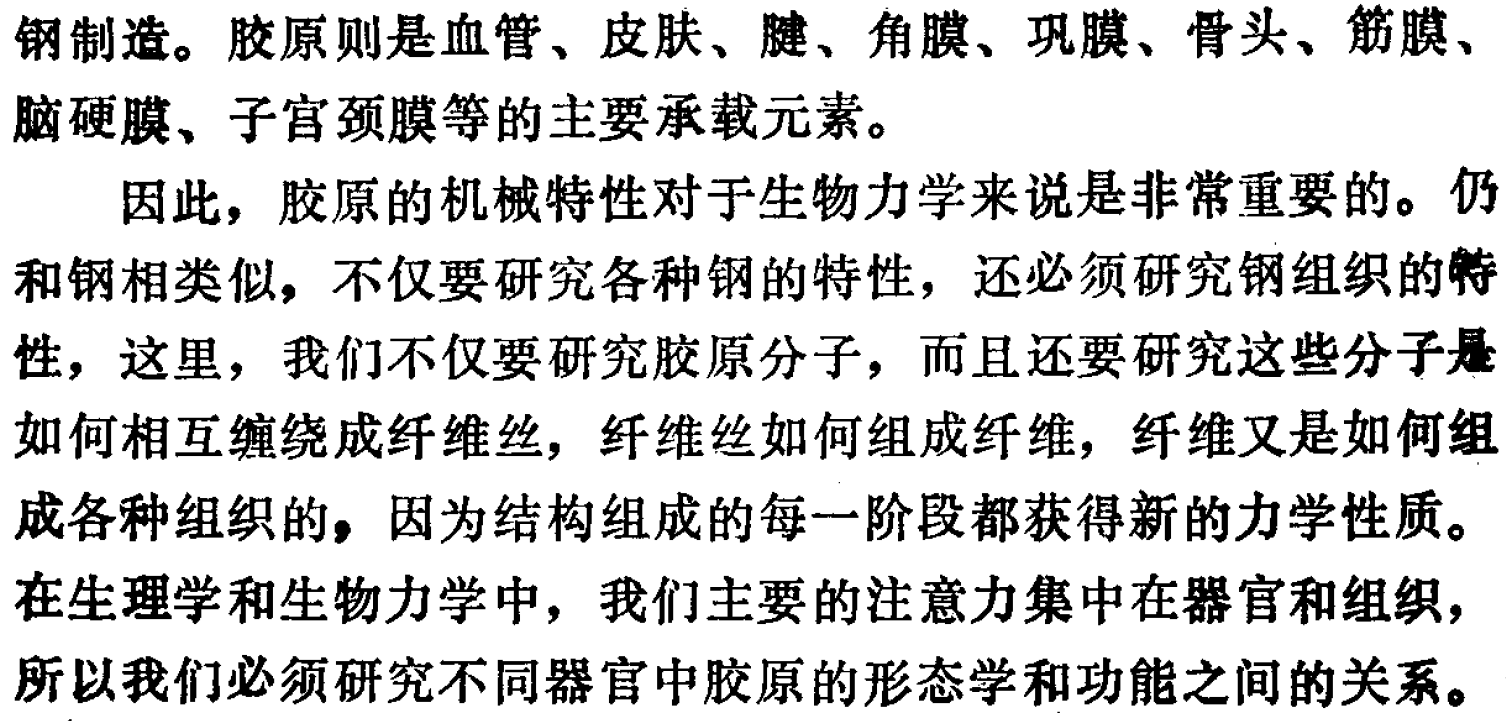 钢制造。胶原则是血管、皮肤、腱、角膜、巩膜、骨头、筋膜、
脑硬膜、子宫颈膜等的主要承载元素。
因此，胶原的机械特性对于生物力学来说是非常重要的。仍
和钢相类似，不仅要研究各种钢的特性，还必须研究钢组织的特
性，这里，我们不仅要研究胶原分子，而且还要研究这些分子是
如何相互缠绕成纤维丝，纤维丝如何组成纤维，纤维又是如何组
成各种组织的，因为结构组成的每一阶段都获得新的力学性质。
在生理学和生物力学中，我们主要的注意力集中在器官和组织，
所以我们必须研究不同器官中胶原的形态学和功能之间的关系。